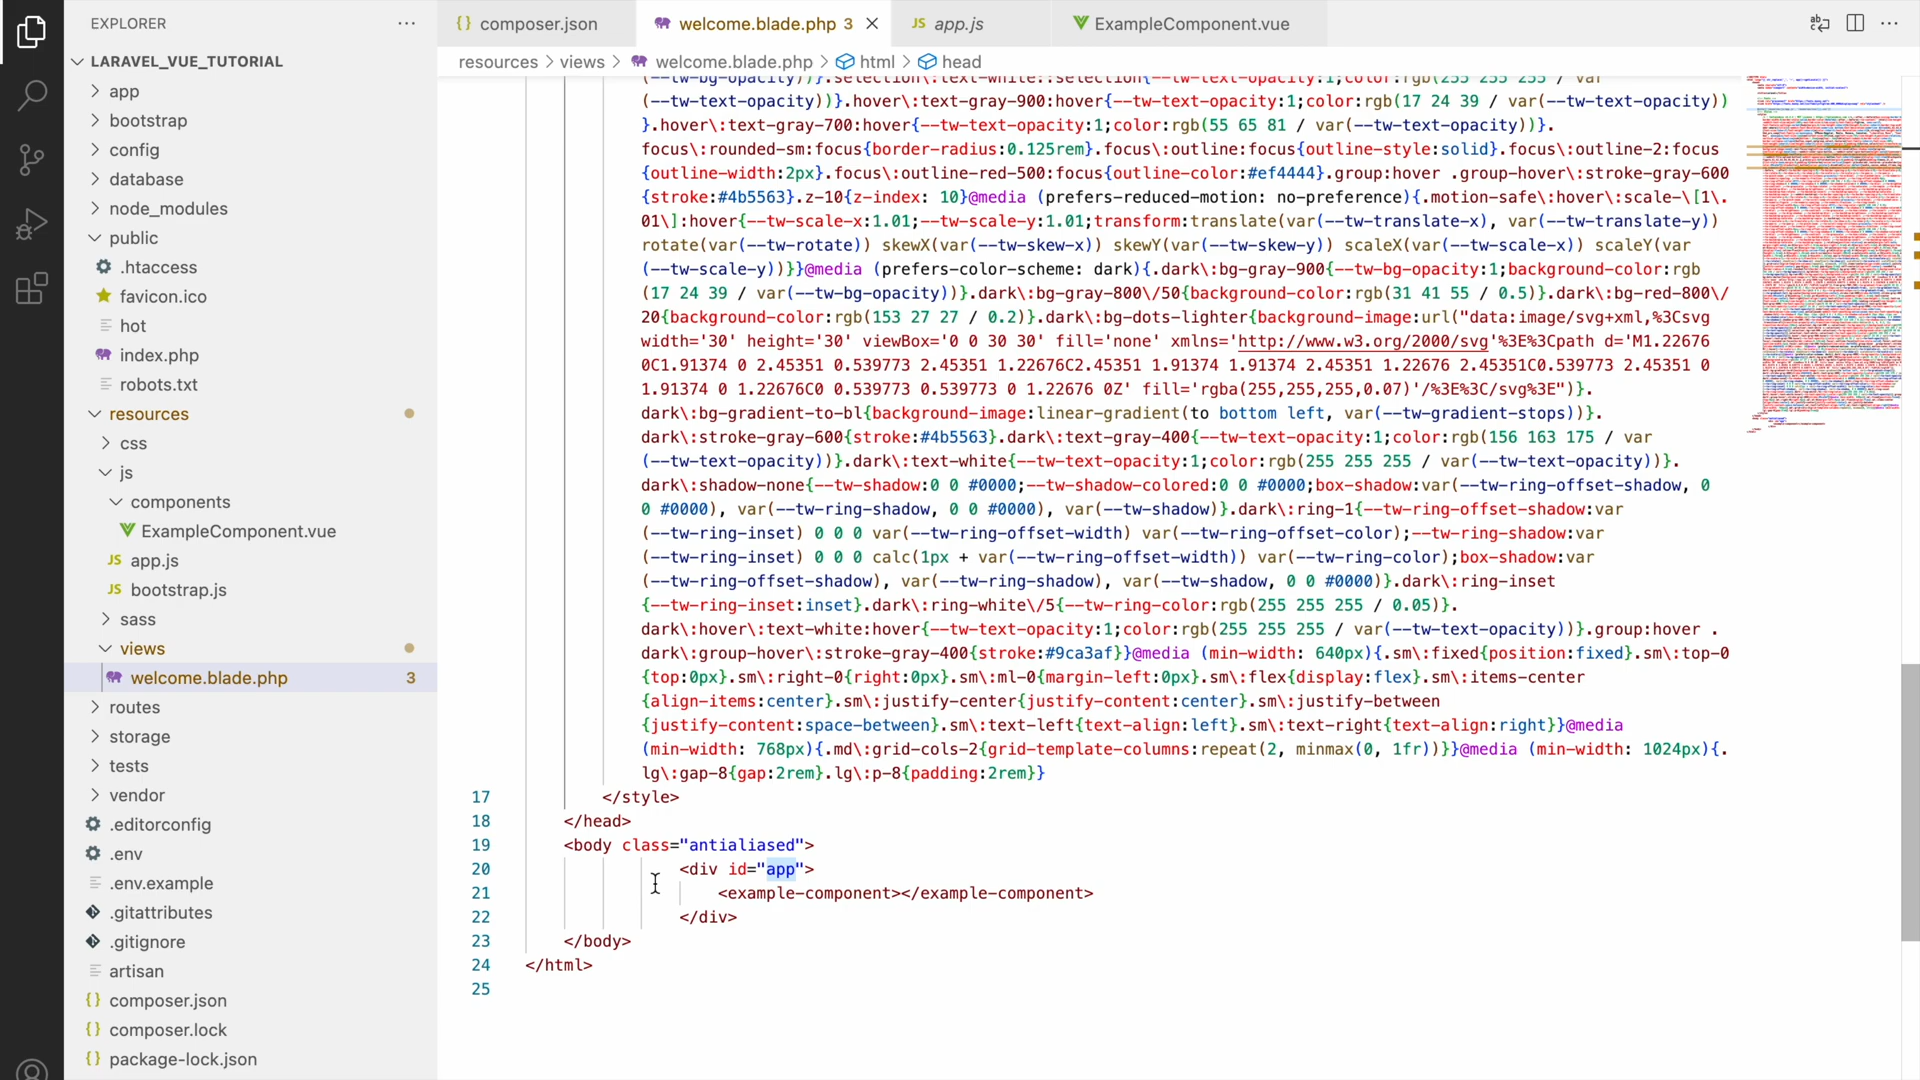 EXPLORER
LARAVEL_VUE_TUTORIAL
app
bootstrap
config
database
node_modules
public
.htaccess
favicon.ico
hot
index.php
robots.txt
resources
css
js
components
ExampleComponent.vue
app.js
bootstrap.js
sass
views
welcome.blade.php 3
routes
storage
tests
vendor
.editorconfig
.env
.env.example
.gitattributes
.gitignore
artisan
composer.json
composer.lock
package-lock.json
composer.json welcome.blade.php 3 app.js ExampleComponent.vue
resources > views > welcome.blade.php > html > head
(--tw-bg-opacity))}.selection\:text-white::selection{--tw-text-opacity:1;color:rgb(255 255 255 / var
(--tw-text-opacity))}.hover\:text-gray-900:hover{--tw-text-opacity:1;color:rgb(17 24 39 / var(--tw-text-opacity))
}.hover\:text-gray-700:hover{--tw-text-opacity:1;color:rgb(55 65 81 / var(--tw-text-opacity))}.
focus\:rounded-sm:focus{border-radius:0.125rem}.focus\:outline:focus{outline-style:solid}.focus\:outline-2:focus
{outline-width:2px}.focus\:outline-red-500:focus{outline-color:#ef4444}.group:hover .group-hover\:stroke-gray-600
{stroke:#4b5563}.z-10{z-index: 10}@media (prefers-reduced-motion: no-preference){.motion-safe\:hover\:scale-\[1\.
01\]:hover{--tw-scale-x:1.01;--tw-scale-y:1.01;transform:translate(var(--tw-translate-x), var(--tw-translate-y))
rotate(var(--tw-rotate)) skewX(var(--tw-skew-x)) skewY(var(--tw-skew-y)) scaleX(var(--tw-scale-x)) scaleY(var
(--tw-scale-y))}}@media (prefers-color-scheme: dark){.dark\:bg-gray-900{--tw-bg-opacity:1;background-color:rgb
(17 24 39 / var(--tw-bg-opacity))}.dark\:bg-gray-800\/50{background-color:rgb(31 41 55 / 0.5)}.dark\:bg-red-800\/
20{background-color:rgb(153 27 27 / 0.2)}.dark\:bg-dots-lighter{background-image:url("data:image/svg+xml,%3Csvg
width='30' height='30' viewBox='0 0 30 30' fill='none' xmlns='http://www.w3.org/2000/svg'%3E%3Cpath d='M1.22676
0C1.91374 0 2.45351 0.539773 2.45351 1.22676C2.45351 1.91374 1.91374 2.45351 1.22676 2.45351C0.539773 2.45351 0
1.91374 0 1.22676C0 0.539773 0.539773 0 1.22676 0Z' fill='rgba(255,255,255,0.07)'/%3E%3C/svg%3E")}.
dark\:bg-gradient-to-bl{background-image:linear-gradient(to bottom left, var(--tw-gradient-stops))}.
dark\:stroke-gray-600{stroke:#4b5563}.dark\:text-gray-400{--tw-text-opacity:1;color:rgb(156 163 175 / var
(--tw-text-opacity))}.dark\:text-white{--tw-text-opacity:1;color:rgb(255 255 255 / var(--tw-text-opacity))}.
dark\:shadow-none{--tw-shadow:0 0 #0000;--tw-shadow-colored:0 0 #0000;box-shadow:var(--tw-ring-offset-shadow, 0
0 #0000), var(--tw-ring-shadow, 0 0 #0000), var(--tw-shadow)}.dark\:ring-1{--tw-ring-offset-shadow:var
(--tw-ring-inset) 0 0 0 var(--tw-ring-offset-width) var(--tw-ring-offset-color);--tw-ring-shadow:var
(--tw-ring-inset) 0 0 0 calc(1px + var(--tw-ring-offset-width)) var(--tw-ring-color);box-shadow:var
(--tw-ring-offset-shadow), var(--tw-ring-shadow), var(--tw-shadow, 0 0 #0000)}.dark\:ring-inset
{--tw-ring-inset:inset}.dark\:ring-white\/5{--tw-ring-color:rgb(255 255 255 / 0.05)}.
dark\:hover\:text-white:hover{--tw-text-opacity:1;color:rgb(255 255 255 / var(--tw-text-opacity))}.group:hover .
dark\:group-hover\:stroke-gray-400{stroke:#9ca3af}}@media (min-width: 640px){.sm\:fixed{position:fixed}.sm\:top-0
{top:0px}.sm\:right-0{right:0px}.sm\:ml-0{margin-left:0px}.sm\:flex{display:flex}.sm\:items-center
{align-items:center}.sm\:justify-center{justify-content:center}.sm\:justify-between
{justify-content:space-between}.sm\:text-left{text-align:left}.sm\:text-right{text-align:right}}@media
(min-width: 768px){.md\:grid-cols-2{grid-template-columns:repeat(2, minmax(0, 1fr))}}@media (min-width: 1024px){.
lg\:gap-8{gap:2rem}.lg\:p-8{padding:2rem}}
17 </style>
18 </head>
19 <body class="antialiased">
20 <div id="app">
21 <example-component></example-component>
22 </div>
23 </body>
24 </html>
25